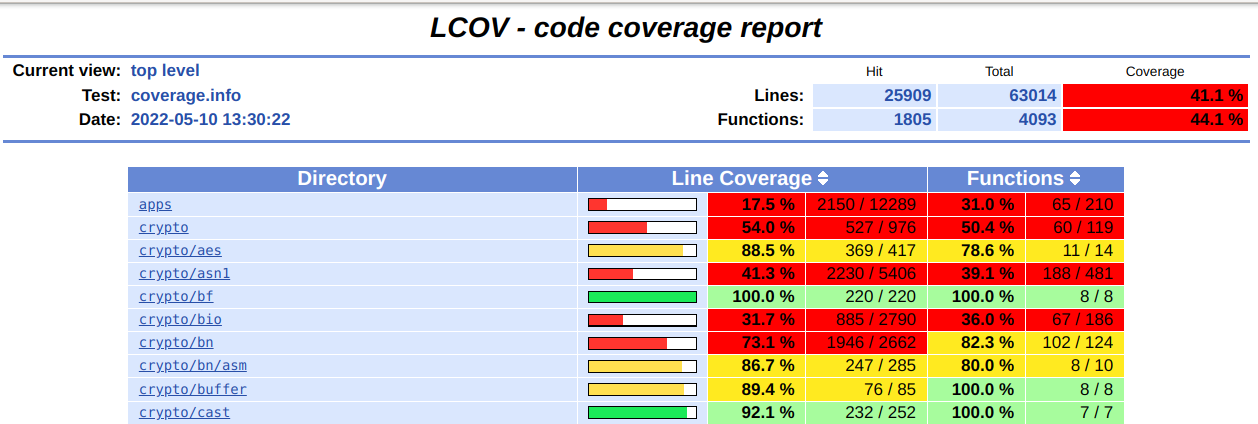 LCOV - code coverage report
Current view: top level Hit Total Coverage
Test: coverage.info Lines: 25909 63014 41.1 %
Date: 2022-05-10 13:30:22 Functions: 1805 4093 44.1 %
Directory Line Coverage Functions
apps 17.5 % 2150 / 12289 31.0 % 65 / 210
crypto 54.0 % 527 / 976 50.4 % 60 / 119
crypto/aes 88.5 % 369 / 417 78.6 % 11 / 14
crypto/asn1 41.3 % 2230 / 5406 39.1 % 188 / 481
crypto/bf 100.0 % 220 / 220 100.0 % 8 / 8
crypto/bio 31.7 % 885 / 2790 36.0 % 67 / 186
crypto/bn 73.1 % 1946 / 2662 82.3 % 102 / 124
crypto/bn/asm 86.7 % 247 / 285 80.0 % 8 / 10
crypto/buffer 89.4 % 76 / 85 100.0 % 8 / 8
crypto/cast 92.1 % 232 / 252 100.0 % 7 / 7